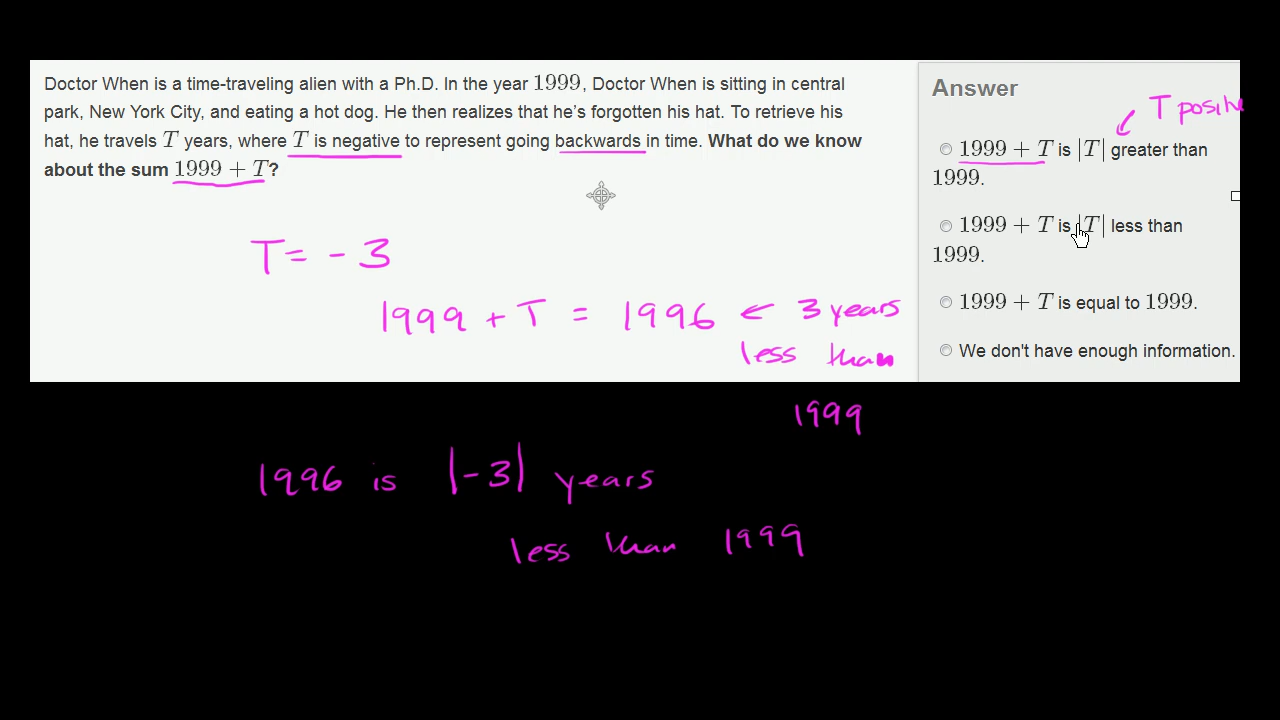 Doctor When is a time-traveling alien with a Ph.D. In the year 1999, Doctor When is sitting in central
park, New York City, and eating a hot dog. He then realizes that he's forgotten his hat. To retrieve his
hat, he travels T years, where T is negative to represent going backwards in time. What do we know
about the sum 1999 + T?
T = -3
1999 + T = 1996 ← 3 years
less than
1999
1996 is |-3| years
less than 1999
Answer
T positive
1999 + T is |T| greater than
1999.
1999 + T is |T| less than
1999.
1999 + T is equal to 1999.
We don't have enough information.